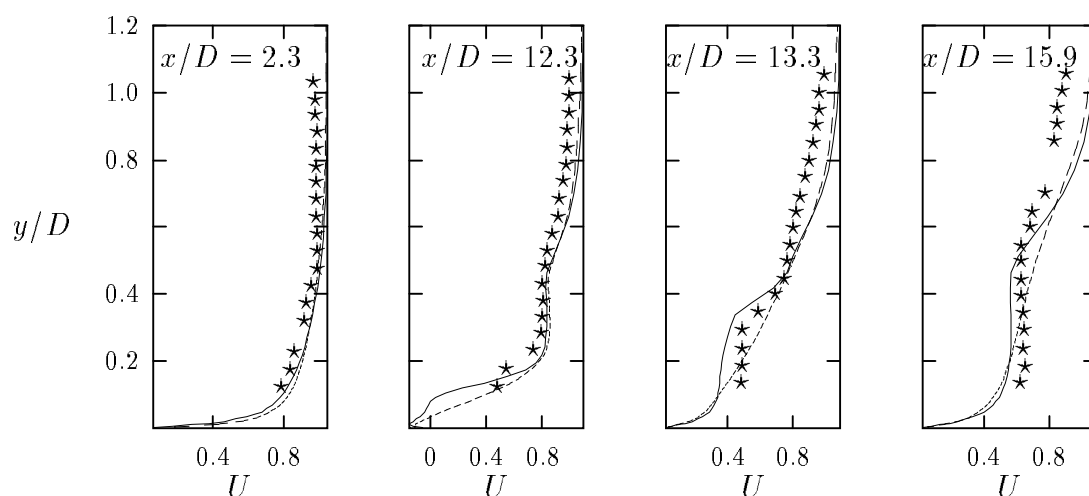 1.2
1.0
0.8
y/D
0.4
0.2
x/D = 2.3
x/D = 12.3
x/D = 13.3
x/D = 15.9
0.4 0.8
0 0.4 0.8
0.4 0.8
0.4 0.8
U
U
U
U